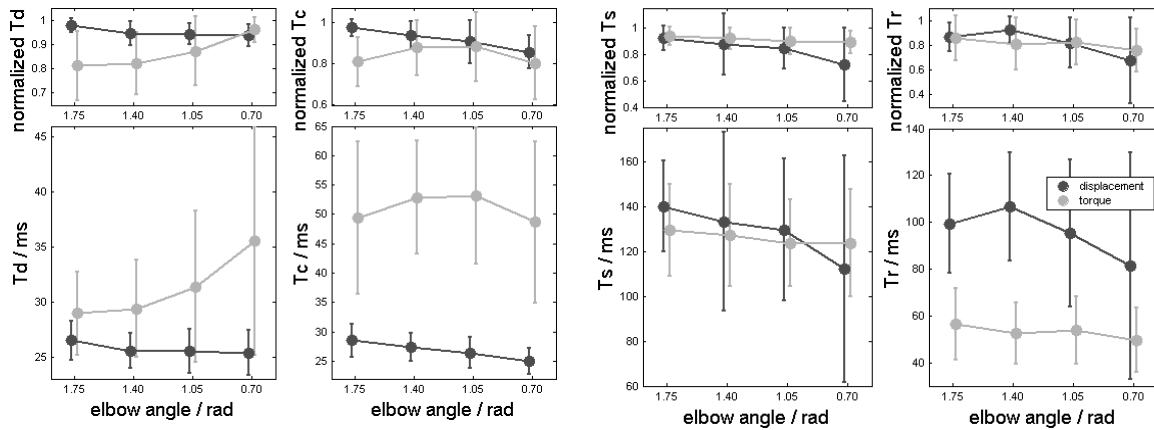 normalized Td
1
0.9
0.8
0.7
1.75 1.40 1.05 0.70
normalized Tc
1
0.8
0.6
1.75 1.40 1.05 0.70
normalized Ts
1
0.8
0.6
0.4
1.75 1.40 1.05 0.70
normalized Tr
1
0.8
0.6
0.4
1.75 1.40 1.05 0.70
Td / ms
45
40
35
30
25
1.75 1.40 1.05 0.70
elbow angle / rad
Tc / ms
65
60
55
50
45
40
35
30
25
1.75 1.40 1.05 0.70
elbow angle / rad
Ts / ms
160
140
120
100
80
60
1.75 1.40 1.05 0.70
elbow angle / rad
Tr / ms
140
120
100
80
60
40
displacement
torque
1.75 1.40 1.05 0.70
elbow angle / rad